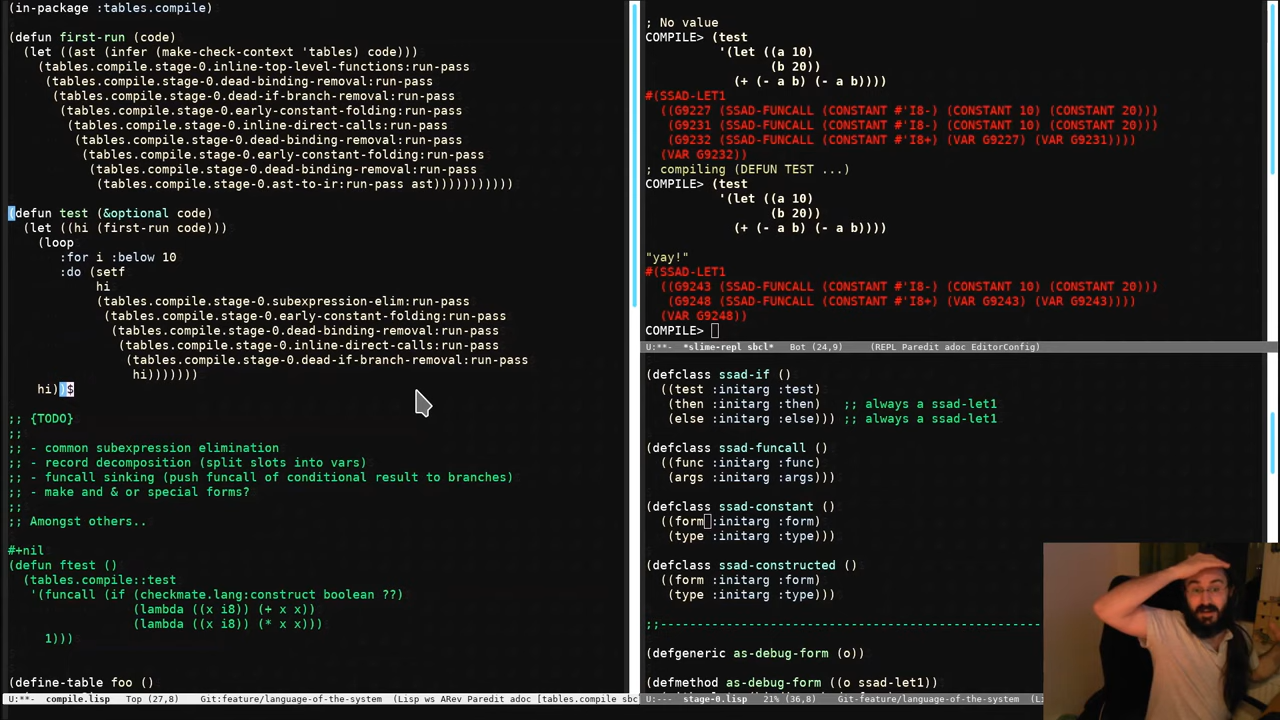 (in-package :tables.compile)
(defun first-run (code)
(let ((ast (infer (make-check-context 'tables) code)))
(tables.compile.stage-0.inline-top-level-functions:run-pass
(tables.compile.stage-0.dead-binding-removal:run-pass
(tables.compile.stage-0.dead-if-branch-removal:run-pass
(tables.compile.stage-0.early-constant-folding:run-pass
(tables.compile.stage-0.inline-direct-calls:run-pass
(tables.compile.stage-0.dead-binding-removal:run-pass
(tables.compile.stage-0.early-constant-folding:run-pass
(tables.compile.stage-0.dead-binding-removal:run-pass
(tables.compile.stage-0.ast-to-ir:run-pass ast)))))))))))
(defun test (&optional code)
(let ((hi (first-run code)))
(loop
:for i :below 10
:do (setf
hi
(tables.compile.stage-0.subexpression-elim:run-pass
(tables.compile.stage-0.early-constant-folding:run-pass
(tables.compile.stage-0.dead-binding-removal:run-pass
(tables.compile.stage-0.inline-direct-calls:run-pass
(tables.compile.stage-0.dead-if-branch-removal:run-pass
hi)))))))
hi))$
;; {TODO}
;;
;; - common subexpression elimination
;; - record decomposition (split slots into vars)
;; - funcall sinking (push funcall of conditional result to branches)
;; - make and & or special forms?
;;
;; Amongst others..
#+nil
(defun ftest ()
(tables.compile::test
'(funcall (if (checkmate.lang:construct boolean ??)
(lambda ((x i8)) (+ x x))
(lambda ((x i8)) (* x x)))
1)))
(define-table foo ()
U:**- compile.lisp Top (27,8) Git:feature/language-of-the-system (Lisp ws ARev Paredit adoc [tables.compile sbc
; No value
COMPILE> (test
'(let ((a 10)
(b 20))
(+ (- a b) (- a b))))
#(SSAD-LET1
((G9227 (SSAD-FUNCALL (CONSTANT #'I8-) (CONSTANT 10) (CONSTANT 20)))
(G9231 (SSAD-FUNCALL (CONSTANT #'I8-) (CONSTANT 10) (CONSTANT 20)))
(G9232 (SSAD-FUNCALL (CONSTANT #'I8+) (VAR G9227) (VAR G9231))))
(VAR G9232))
; compiling (DEFUN TEST ...)
COMPILE> (test
'(let ((a 10)
(b 20))
(+ (- a b) (- a b))))
"yay!"
#(SSAD-LET1
((G9243 (SSAD-FUNCALL (CONSTANT #'I8-) (CONSTANT 10) (CONSTANT 20)))
(G9248 (SSAD-FUNCALL (CONSTANT #'I8+) (VAR G9243) (VAR G9243))))
(VAR G9248))
COMPILE>
U:**- *slime-repl sbcl* Bot (24,9) (REPL Paredit adoc EditorConfig)
(defclass ssad-if ()
((test :initarg :test)
(then :initarg :then) ;; always a ssad-let1
(else :initarg :else))) ;; always a ssad-let1
(defclass ssad-funcall ()
((func :initarg :func)
(args :initarg :args)))
(defclass ssad-constant ()
((form :initarg :form)
(type :initarg :type)))
(defclass ssad-constructed ()
((form :initarg :form)
(type :initarg :type)))
;;----------------------------------------------------
(defgeneric as-debug-form (o))
(defmethod as-debug-form ((o ssad-let1))
U:--- stage-0.lisp 21% (36,8) Git:feature/language-of-the-system (Li